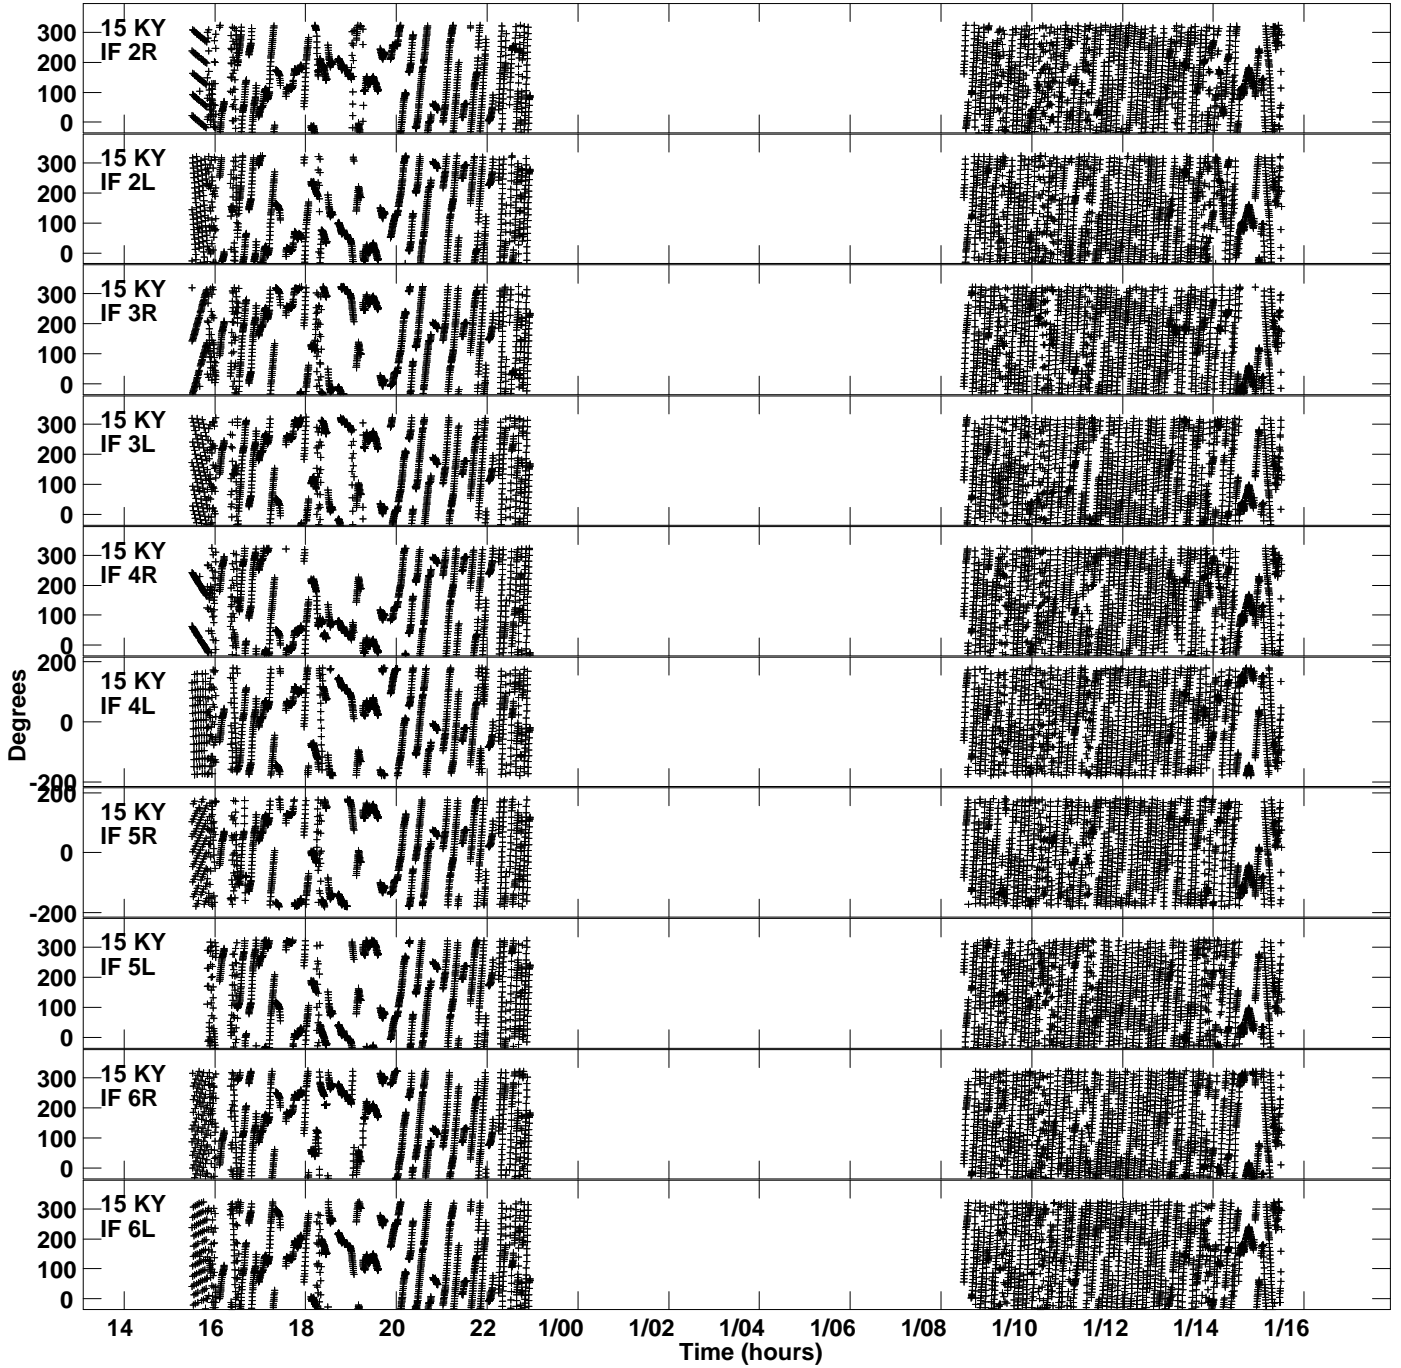 15 KY
IF 2R
300
200
100
0
15 KY
IF 2L
300
200
100
0
15 KY
IF 3R
300
200
100
0
15 KY
IF 3L
300
200
100
0
15 KY
IF 4R
300
200
100
0
15 KY
IF 4L
200
0
-200
15 KY
IF 5R
200
0
-200
15 KY
IF 5L
300
200
100
0
15 KY
IF 6R
300
200
100
0
15 KY
IF 6L
300
200
100
0
Degrees
14 16 18 20 22 1/00 1/02 1/04 1/06 1/08 1/10 1/12 1/14 1/16
Time (hours)